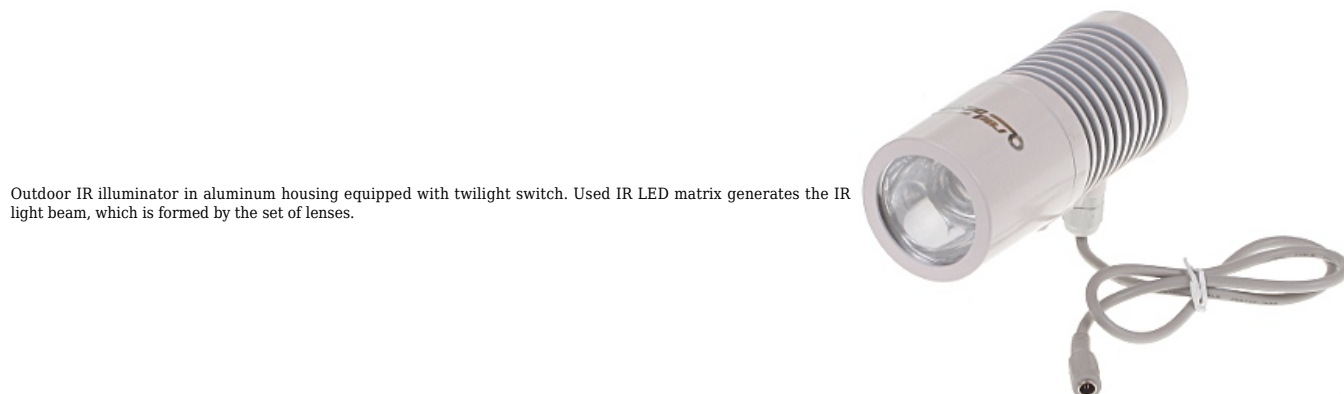 Outdoor IR illuminator in aluminum housing equipped with twilight switch. Used IR LED matrix generates the IR
light beam, which is formed by the set of lenses.